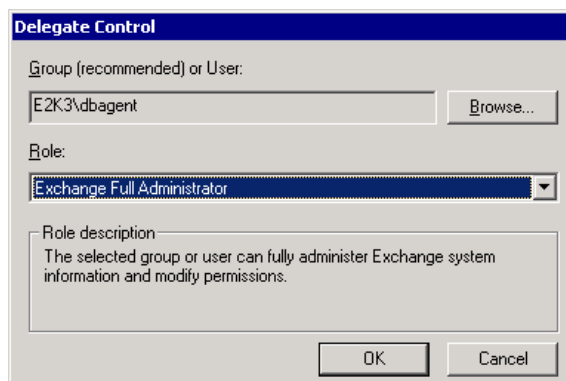 Delegate Control
Group (recommended) or User:
E2K3\dbagent
Browse...
Role:
Exchange Full Administrator
Role description
The selected group or user can fully administer Exchange system
information and modify permissions.
OK
Cancel